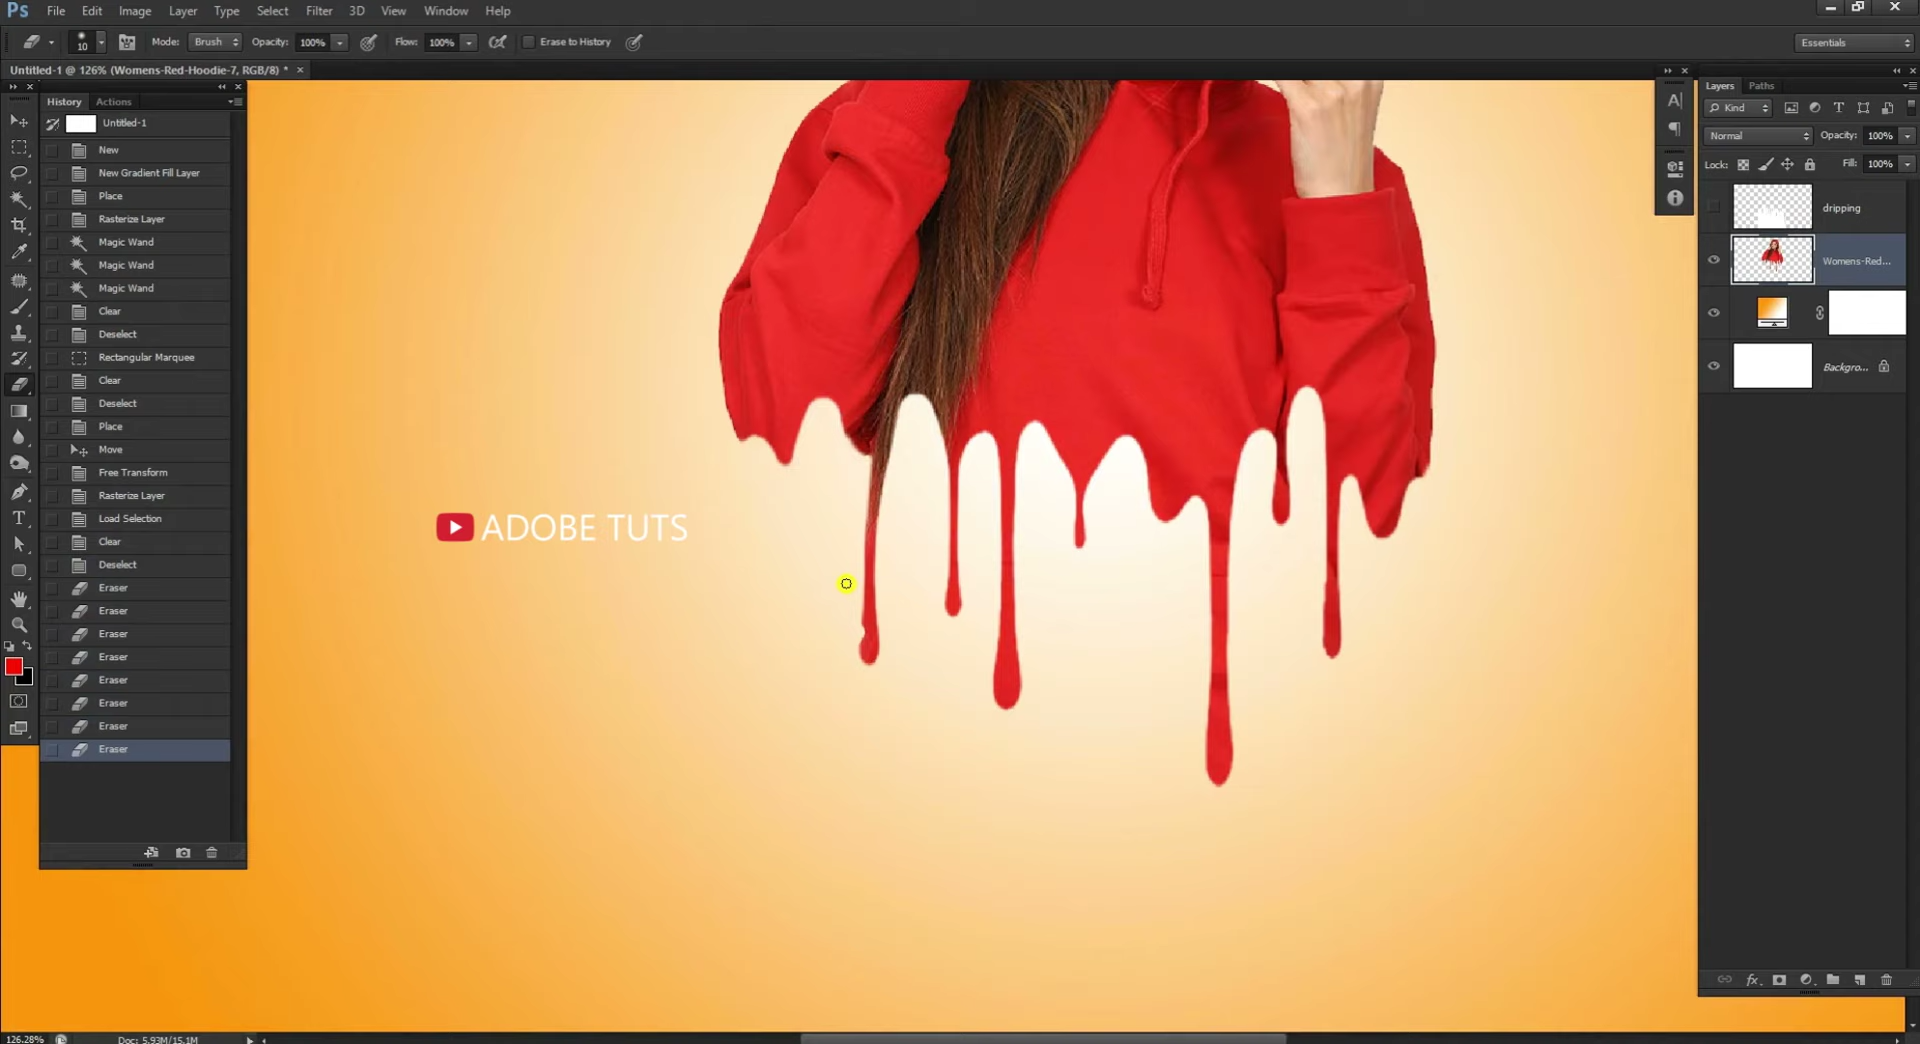 Ps File Edit Image Layer Type Select Filter 3D View Window Help
10 Mode: Brush Opacity: 100% Flow: 100% Erase to History Essentials
Untitled-1 @ 126% (Womens-Red-Hoodie-7, RGB/8) * ×
History Actions
Untitled-1
New
New Gradient Fill Layer
Place
Rasterize Layer
Magic Wand
Magic Wand
Magic Wand
Clear
Deselect
Rectangular Marquee
Clear
Deselect
Place
Move
Free Transform
Rasterize Layer
Load Selection
Clear
Deselect
Eraser
Eraser
Eraser
Eraser
Eraser
Eraser
Eraser
Eraser
ADOBE TUTS
Layers Paths
Kind
Normal Opacity: 100%
Lock: Fill: 100%
dripping
Womens-Red...
Backgro...
126.28% Doc: 5.93M/15.1M